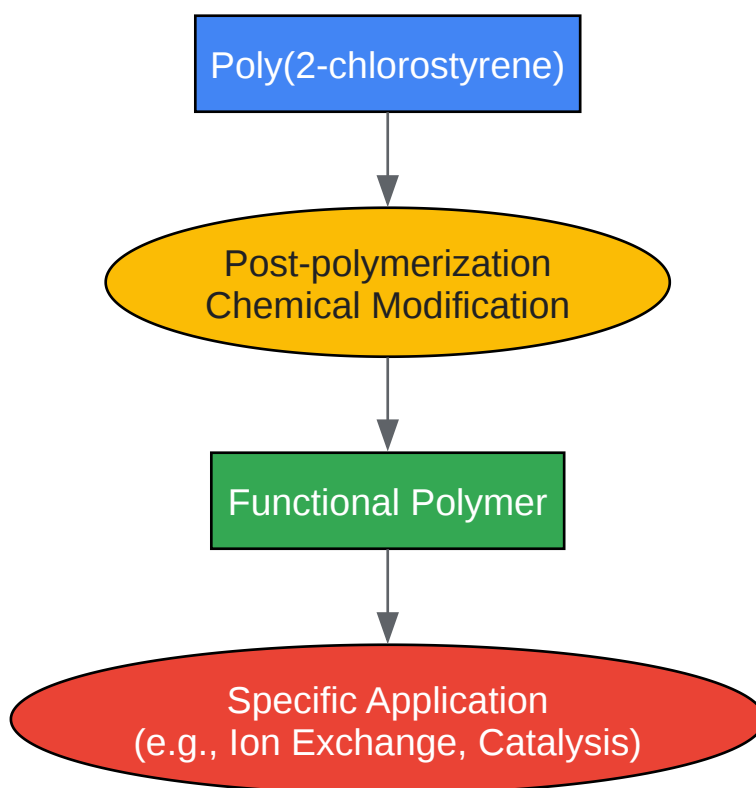 Poly(2-chlorostyrene)
Post-polymerization
Chemical Modification
Functional Polymer
Specific Application
(e.g., Ion Exchange, Catalysis)